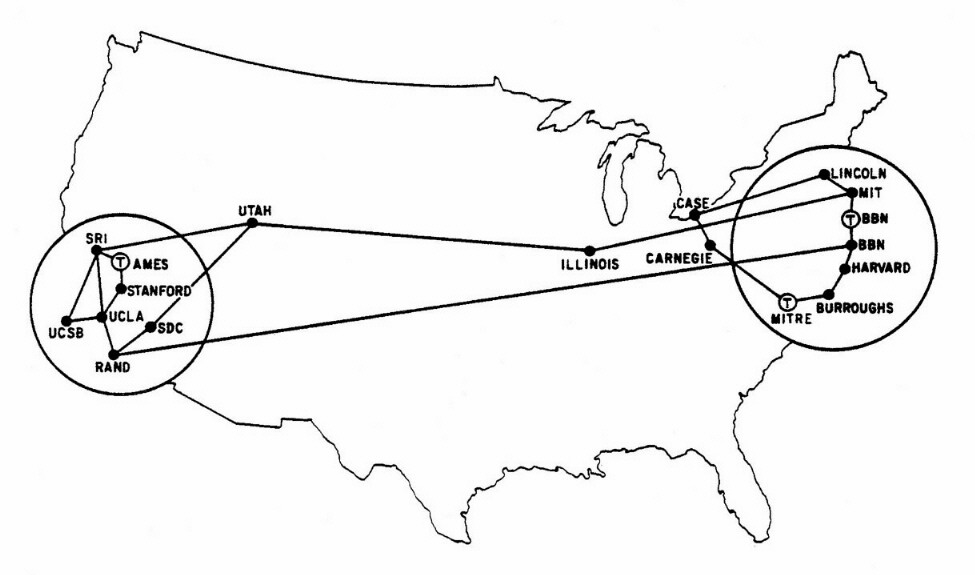 LINCOLN
MIT
CASE
UTAH
T BBN
SRI
BBN
T AMES
CARNEGIE
ILLINOIS
HARVARD
STANFORD
T
BURROUGHS
UCLA
MITRE
UCSB
SDC
RAND